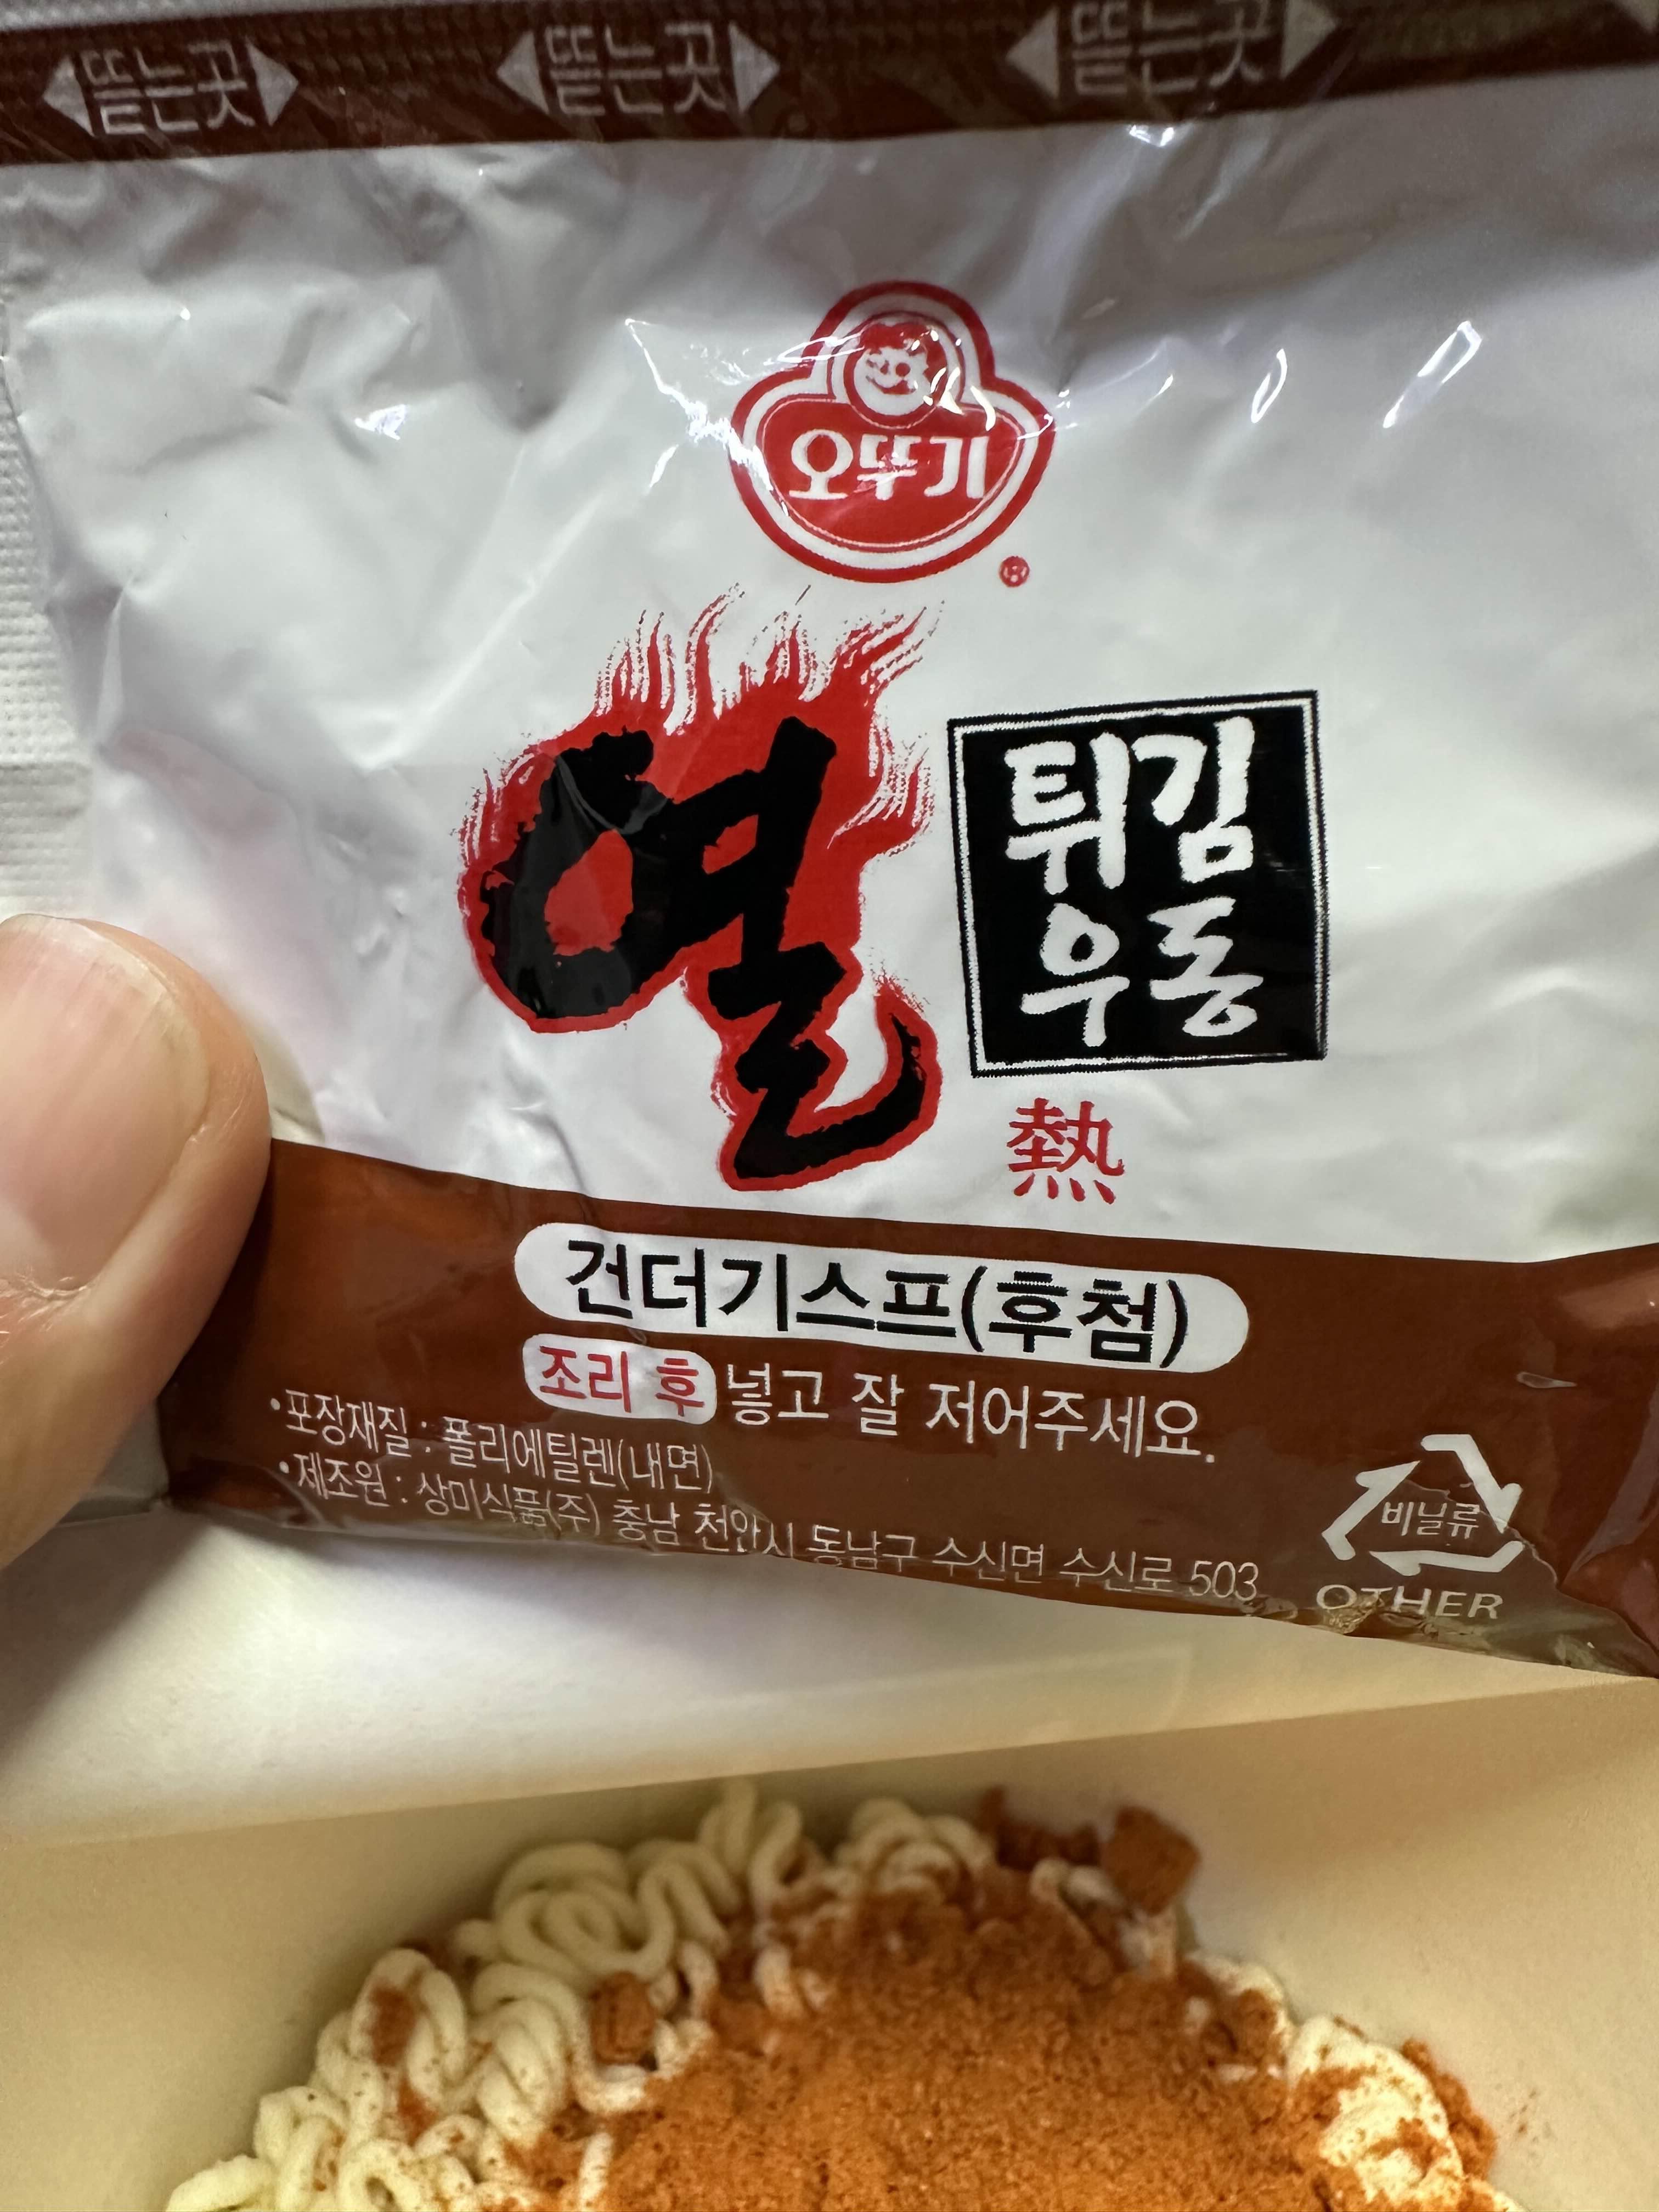 뜯는곳 뜯는곳 뜯는곳
오뚜기
열
튀김
우동
熱
건더기스프(후첨)
조리 후 넣고 잘 저어주세요.
•포장재질 : 폴리에틸렌(내면)
•제조원 : 상미식품(주) 충남 천안시 동남구 수신면 수신로 503
비닐류
OTHER